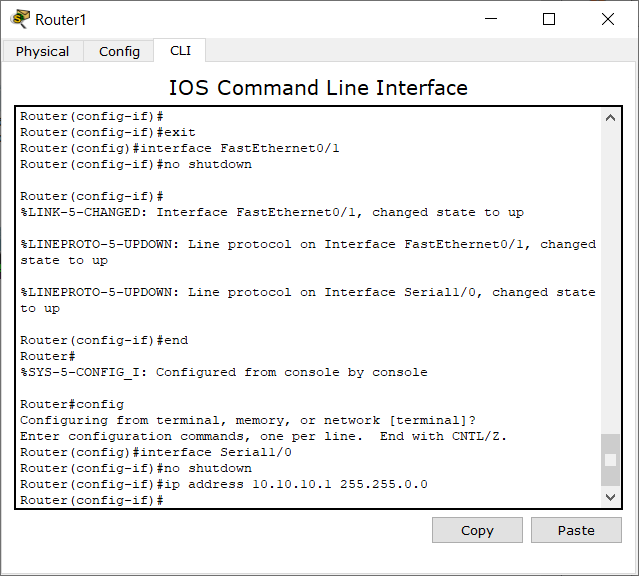 Router1
Physical Config CLI
IOS Command Line Interface
Router(config-if)#
Router(config-if)#exit
Router(config)#interface FastEthernet0/1
Router(config-if)#no shutdown
Router(config-if)#
%LINK-5-CHANGED: Interface FastEthernet0/1, changed state to up
%LINEPROTO-5-UPDOWN: Line protocol on Interface FastEthernet0/1, changed
state to up
%LINEPROTO-5-UPDOWN: Line protocol on Interface Serial1/0, changed state
to up
Router(config-if)#end
Router#
%SYS-5-CONFIG_I: Configured from console by console
Router#config
Configuring from terminal, memory, or network [terminal]?
Enter configuration commands, one per line.  End with CNTL/Z.
Router(config)#interface Serial1/0
Router(config-if)#no shutdown
Router(config-if)#ip address 10.10.10.1 255.255.0.0
Router(config-if)#
Copy Paste